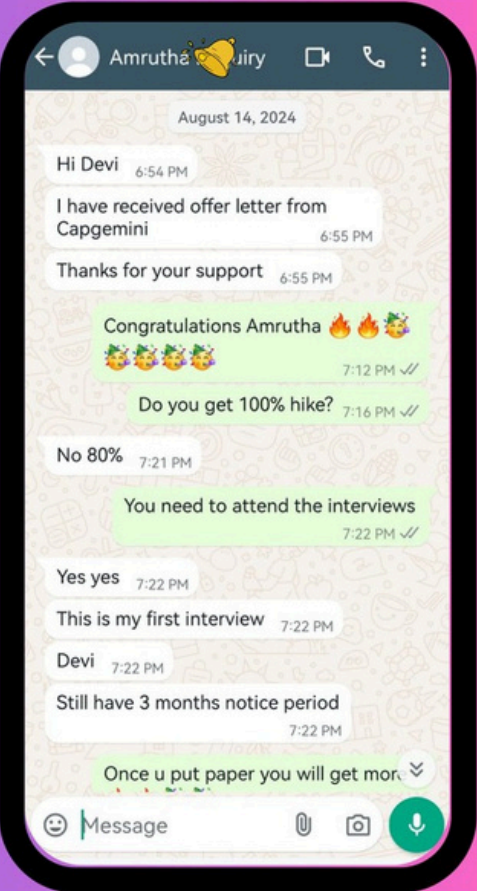 Amrutha uiry
August 14, 2024
Hi Devi 6:54 PM
I have received offer letter from
Capgemini 6:55 PM
Thanks for your support 6:55 PM
Congratulations Amrutha 🔥🔥🥳
🥳🥳🥳🥳
7:12 PM
Do you get 100% hike? 7:16 PM
No 80% 7:21 PM
You need to attend the interviews
7:22 PM
Yes yes 7:22 PM
This is my first interview 7:22 PM
Devi 7:22 PM
Still have 3 months notice period
7:22 PM
Once u put paper you will get more
Message